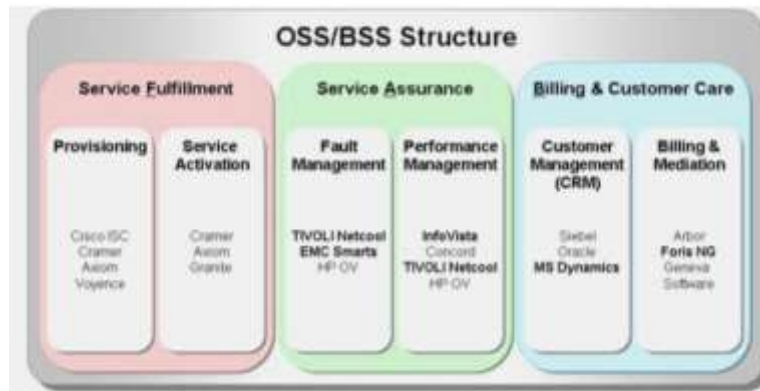 OSS/BSS Structure
Service Fulfillment
Provisioning
Cisco ISC
Cramer
Axiom
Voyence
Service
Activation
Cramer
Axiom
Granite
Service Assurance
Fault
Management
TIVOLI Netcool
EMC Smarts
HP OV
Performance
Management
InfoVista
Concord
TIVOLI Netcool
HP OV
Billing & Customer Care
Customer
Management
(CRM)
Siebel
Oracle
MS Dynamics
Billing &
Mediation
Arbor
Foris NG
Geneva
Software